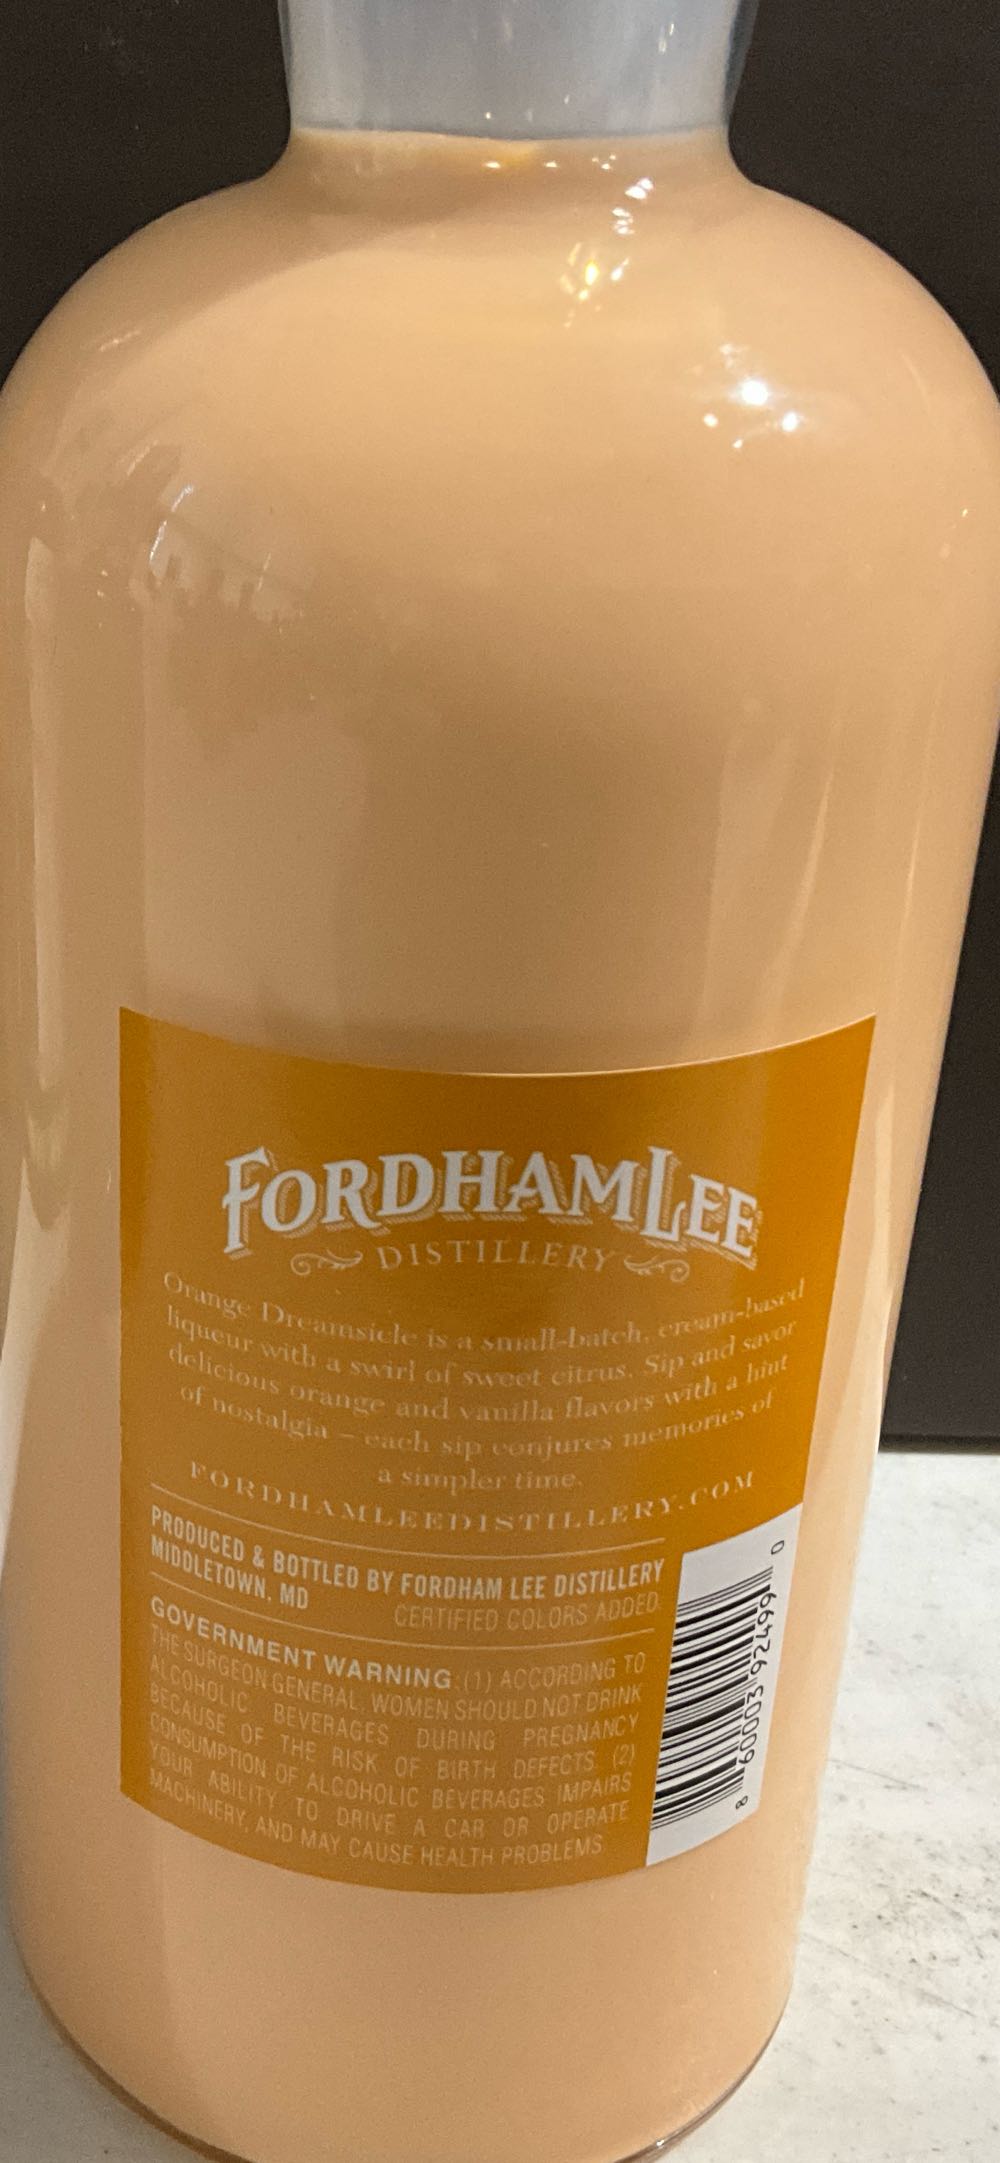 FORDHAMLEE
DISTILLERY
Orange Dreamsicle is a small-batch, cream-based
liqueur with a swirl of sweet citrus. Sip and savor
delicious orange and vanilla flavors with a hint
of nostalgia – each sip conjures memories of
a simpler time.
FORDHAMLEEDISTILLERY.COM
PRODUCED & BOTTLED BY FORDHAM LEE DISTILLERY
MIDDLETOWN, MD
CERTIFIED COLORS ADDED.
GOVERNMENT WARNING: (1) ACCORDING TO
THE SURGEON GENERAL, WOMEN SHOULD NOT DRINK
ALCOHOLIC BEVERAGES DURING PREGNANCY
BECAUSE OF THE RISK OF BIRTH DEFECTS. (2)
CONSUMPTION OF ALCOHOLIC BEVERAGES IMPAIRS
YOUR ABILITY TO DRIVE A CAR OR OPERATE
MACHINERY, AND MAY CAUSE HEALTH PROBLEMS.
8 60003 92499 0